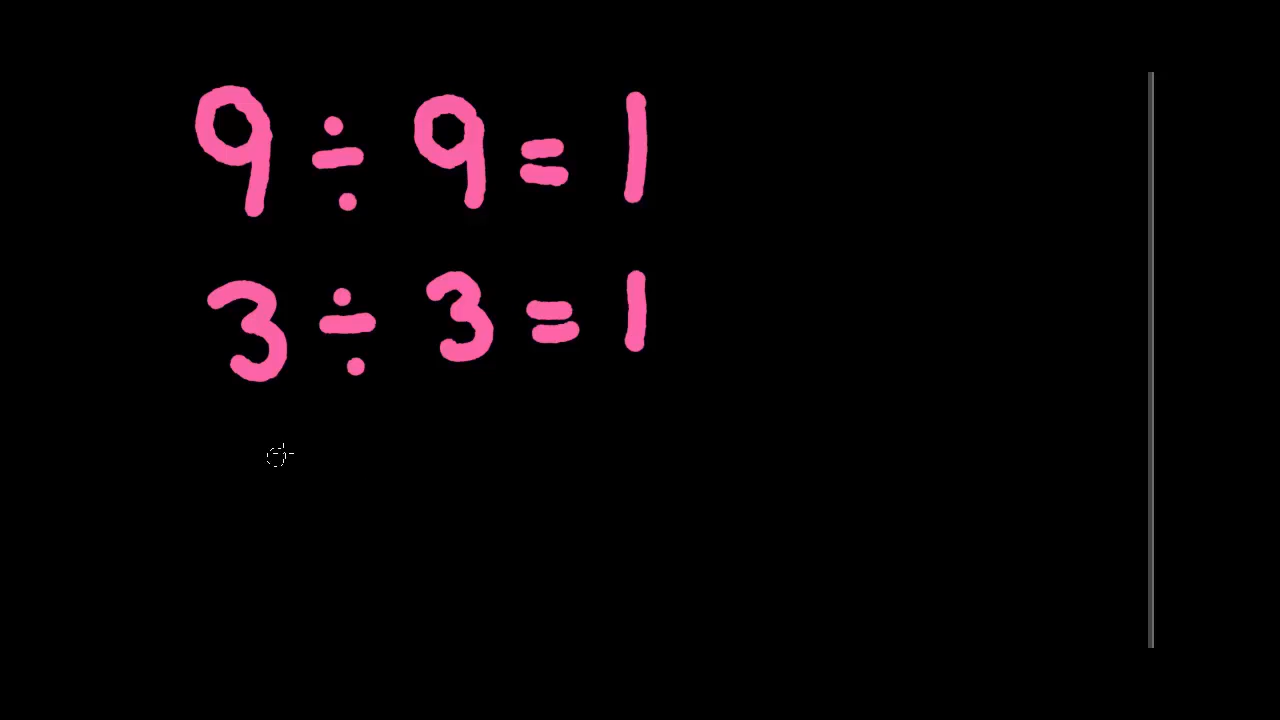 9 ÷ 9 = 1
3 ÷ 3 = 1